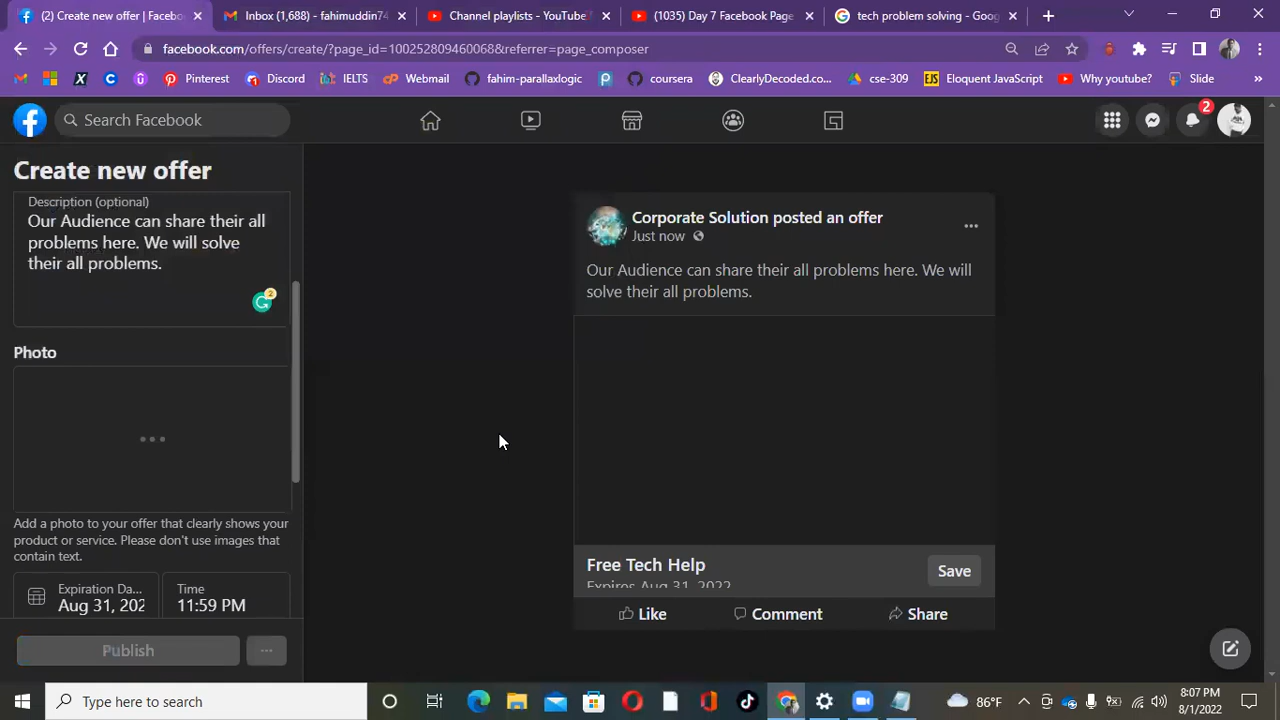 (2) Create new offer | Facebo
Inbox (1,688) - fahimuddin74
Channel playlists - YouTube
(1035) Day 7 Facebook Page
tech problem solving - Goog
facebook.com/offers/create/?page_id=100252809460068&referrer=page_composer
Pinterest
Discord
IELTS
Webmail
fahim-parallaxlogic
coursera
ClearlyDecoded.co...
cse-309
EJS
Eloquent JavaScript
Why youtube?
Slide
Search Facebook
2
Create new offer
Description (optional)
Our Audience can share their all
problems here. We will solve
their all problems.
2
Photo
Add a photo to your offer that clearly shows your
product or service. Please don't use images that
contain text.
Expiration Da...
Aug 31, 202
Time
11:59 PM
Publish
Corporate Solution posted an offer
Just now
Our Audience can share their all problems here. We will
solve their all problems.
Free Tech Help
Expires Aug 31, 2022
Save
Like
Comment
Share
Type here to search
86°F
8:07 PM
8/1/2022